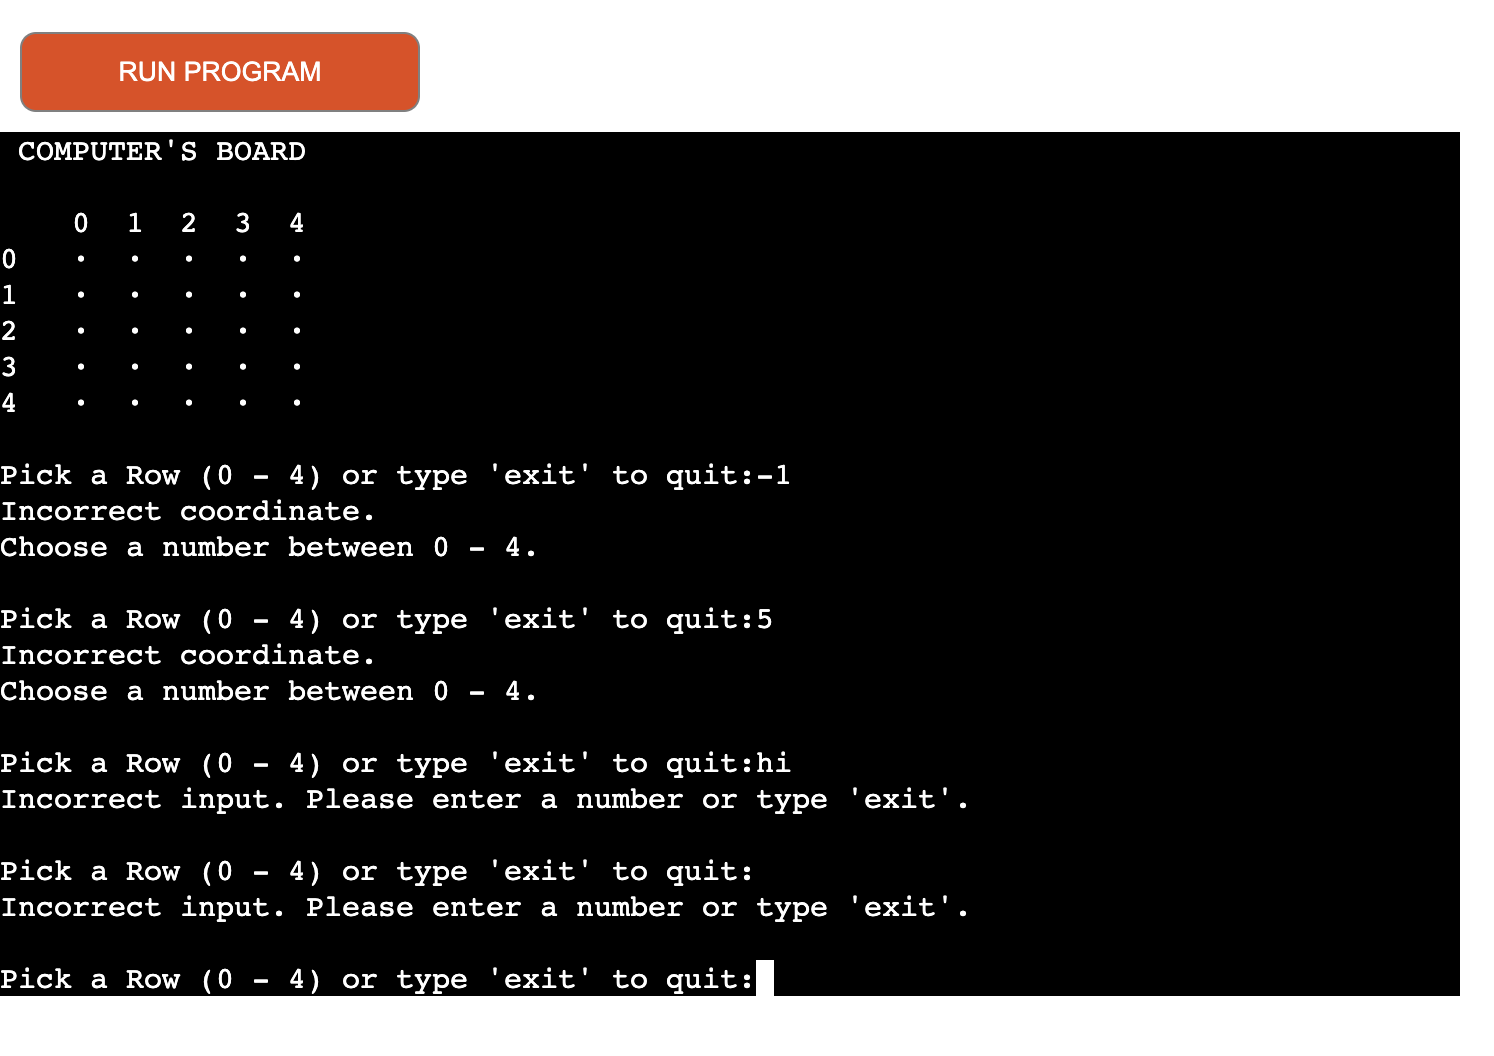 RUN PROGRAM
COMPUTER'S BOARD
0 1 2 3 4
0 · · · · ·
1 · · · · ·
2 · · · · ·
3 · · · · ·
4 · · · · ·
Pick a Row (0 - 4) or type 'exit' to quit:-1
Incorrect coordinate.
Choose a number between 0 - 4.
Pick a Row (0 - 4) or type 'exit' to quit:5
Incorrect coordinate.
Choose a number between 0 - 4.
Pick a Row (0 - 4) or type 'exit' to quit:hi
Incorrect input. Please enter a number or type 'exit'.
Pick a Row (0 - 4) or type 'exit' to quit:
Incorrect input. Please enter a number or type 'exit'.
Pick a Row (0 - 4) or type 'exit' to quit: